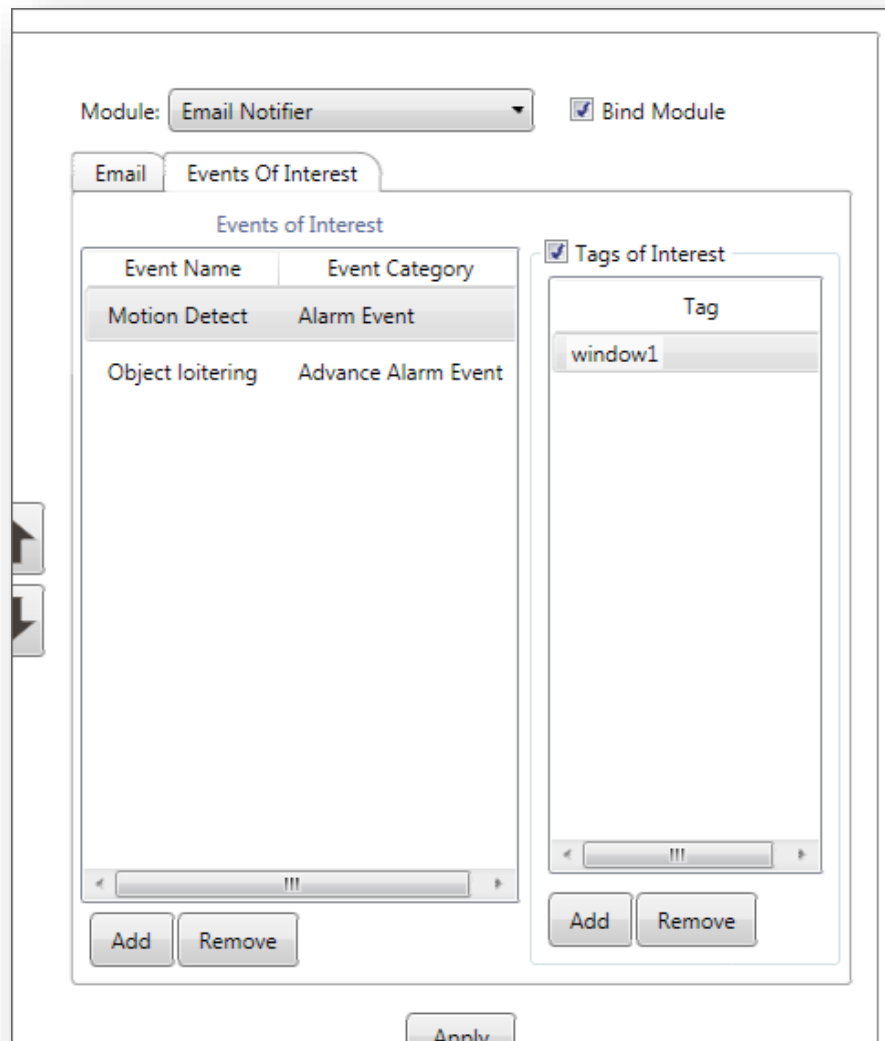 Module: Email Notifier Bind Module
Email Events Of Interest
Events of Interest
Event Name Event Category
Motion Detect Alarm Event
Object loitering Advance Alarm Event
Tags of Interest
Tag
window1
Add Remove
Add Remove
Apply